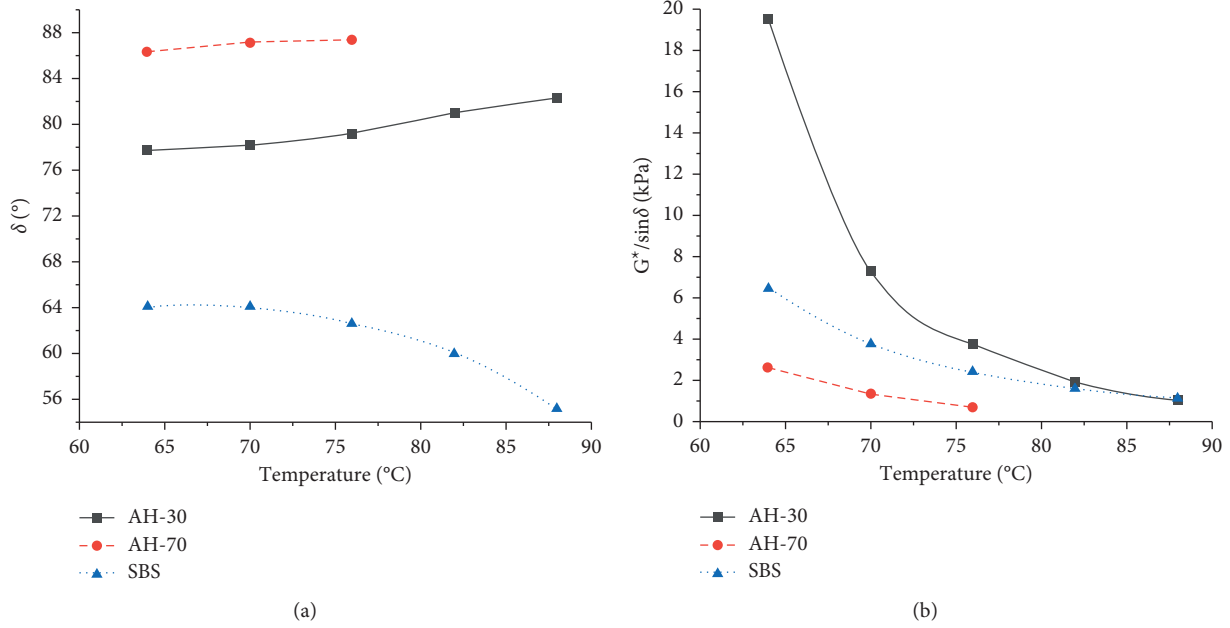 88
84
80
76
72
68
64
60
56
δ (°)
60 65 70 75 80 85 90
Temperature (°C)
AH-30
AH-70
SBS
(a)
20
18
16
14
12
10
8
6
4
2
0
G*/sinδ (kPa)
60 65 70 75 80 85 90
Temperature (°C)
AH-30
AH-70
SBS
(b)